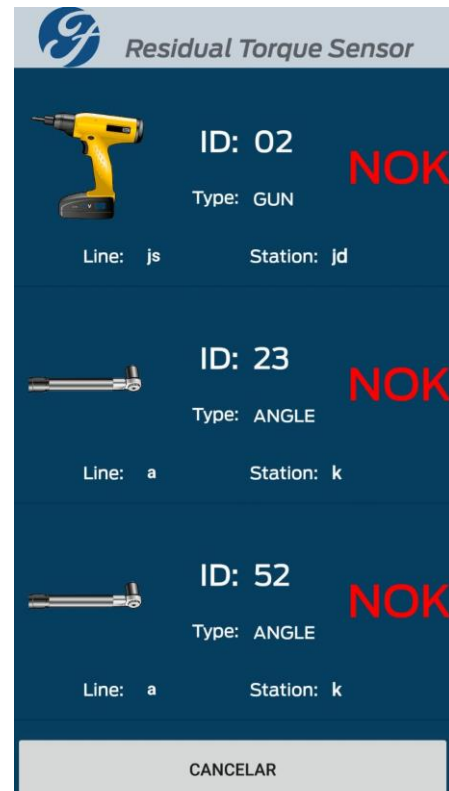 Residual Torque Sensor
ID: 02
NOK
Type: GUN
Line: js Station: jd
ID: 23
NOK
Type: ANGLE
Line: a Station: k
ID: 52
NOK
Type: ANGLE
Line: a Station: k
CANCELAR